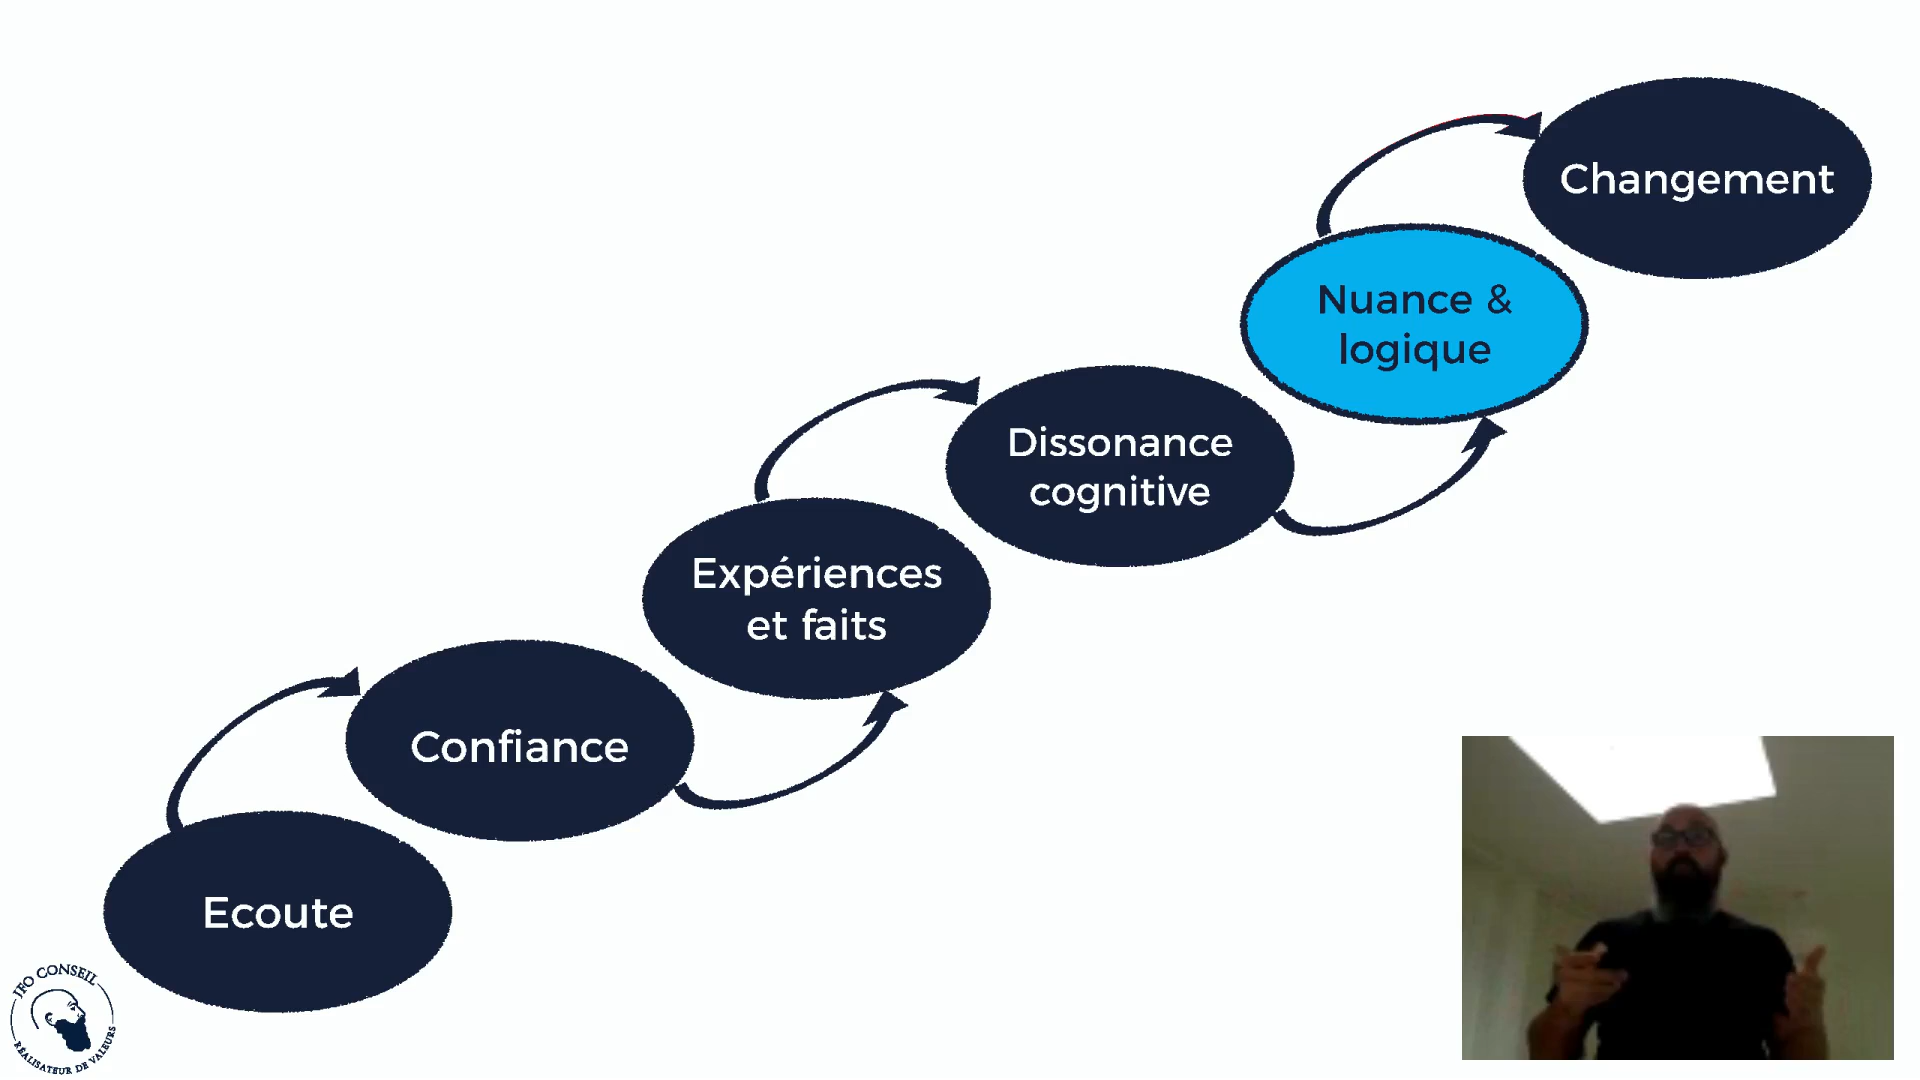 Changement
Nuance &
logique
Dissonance
cognitive
Expériences
et faits
Confiance
Ecoute
JFO CONSEIL
RÉALISATEUR DE VALEURS